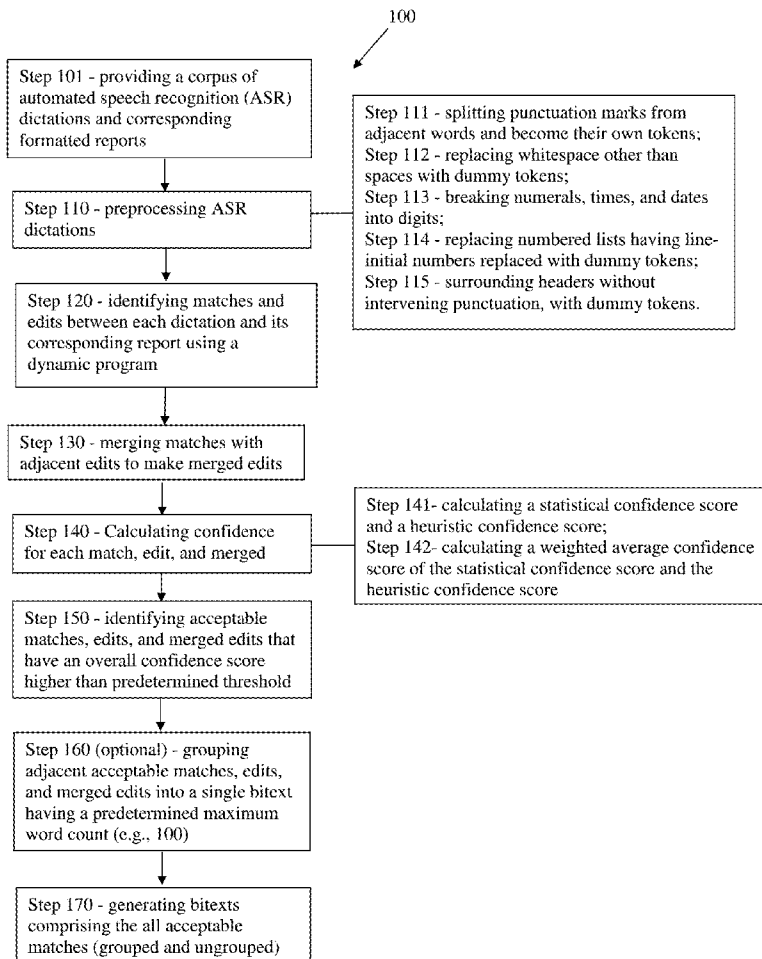 100
Step 101 - providing a corpus of
automated speech recognition (ASR)
dictations and corresponding
formatted reports
Step 110 - preprocessing ASR
dictations
Step 111 - splitting punctuation marks from
adjacent words and become their own tokens;
Step 112 - replacing whitespace other than
spaces with dummy tokens;
Step 113 - breaking numerals, times, and dates
into digits;
Step 114 - replacing numbered lists having line-
initial numbers replaced with dummy tokens;
Step 115 - surrounding headers without
intervening punctuation, with dummy tokens.
Step 120 - identifying matches and
edits between each dictation and its
corresponding report using a
dynamic program
Step 130 - merging matches with
adjacent edits to make merged edits
Step 140 - Calculating confidence
for each match, edit, and merged
Step 141- calculating a statistical confidence score
and a heuristic confidence score;
Step 142- calculating a weighted average confidence
score of the statistical confidence score and the
heuristic confidence score
Step 150 - identifying acceptable
matches, edits, and merged edits that
have an overall confidence score
higher than predetermined threshold
Step 160 (optional) - grouping
adjacent acceptable matches, edits,
and merged edits into a single bitext
having a predetermined maximum
word count (e.g., 100)
Step 170 - generating bitexts
comprising the all acceptable
matches (grouped and ungrouped)